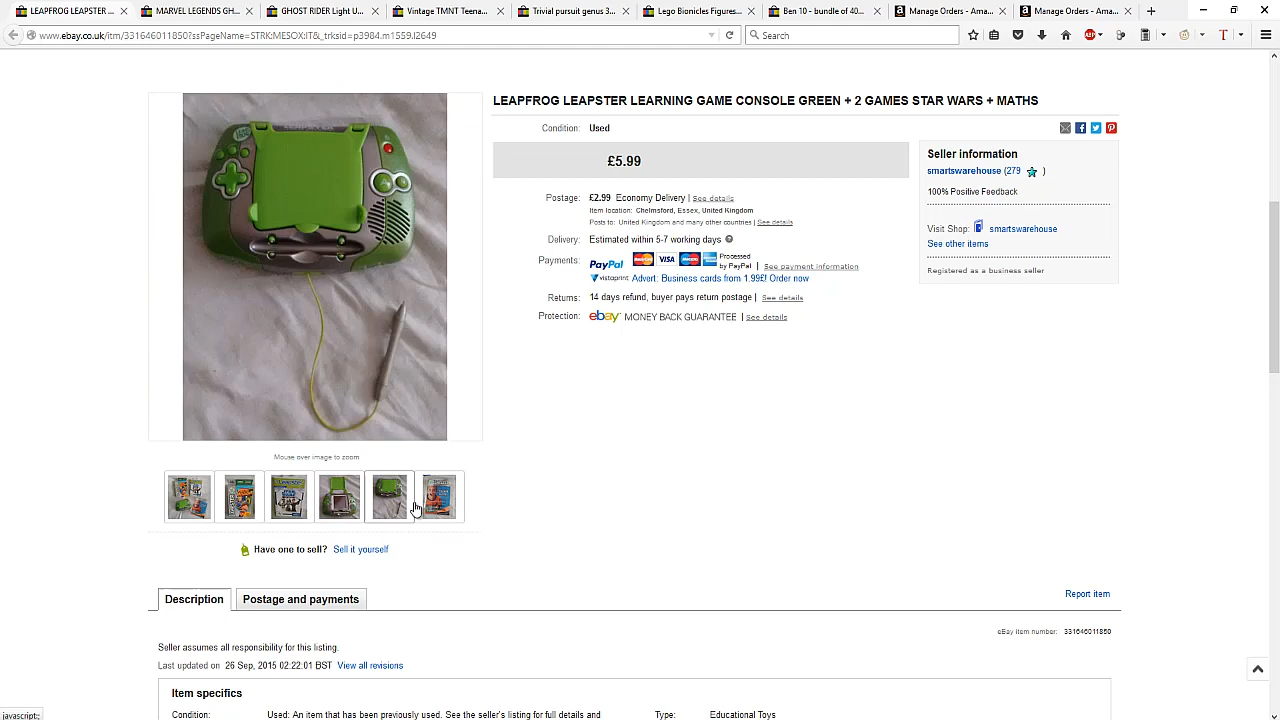 LEAPFROG LEAPSTER ...
MARVEL LEGENDS GH...
GHOST RIDER Light U...
Vintage TMNT Teena...
Trivial pursuit genus 3...
Lego Bionicles Figures...
Ben 10 - bundle of 40...
Manage Orders - Ama...
Manage Orders - Ama...
www.ebay.co.uk/itm/331646011850?ssPageName=STRK:MESOX:IT&_trksid=p3984.m1559.l2649
Search
LEAPFROG LEAPSTER LEARNING GAME CONSOLE GREEN + 2 GAMES STAR WARS + MATHS
Condition: Used
£5.99
Postage: £2.99 Economy Delivery | See details
Item location: Chelmsford, Essex, United Kingdom
Posts to: United Kingdom and many other countries | See details
Delivery: Estimated within 5-7 working days
Payments: PayPal VISA Processed by PayPal | See payment information
vistaprint Advert: Business cards from 1.99£! Order now
Returns: 14 days refund, buyer pays return postage | See details
Protection: ebay MONEY BACK GUARANTEE | See details
Seller information
smartswarehouse (279 )
100% Positive Feedback
Visit Shop: smartswarehouse
See other items
Registered as a business seller
Mouse over image to zoom
Have one to sell? Sell it yourself
Description
Postage and payments
Report item
eBay item number: 331646011850
Seller assumes all responsibility for this listing.
Last updated on 26 Sep, 2015 02:22:01 BST View all revisions
Item specifics
Condition: Used: An item that has been previously used. See the seller's listing for full details and
Type: Educational Toys
javascript:;